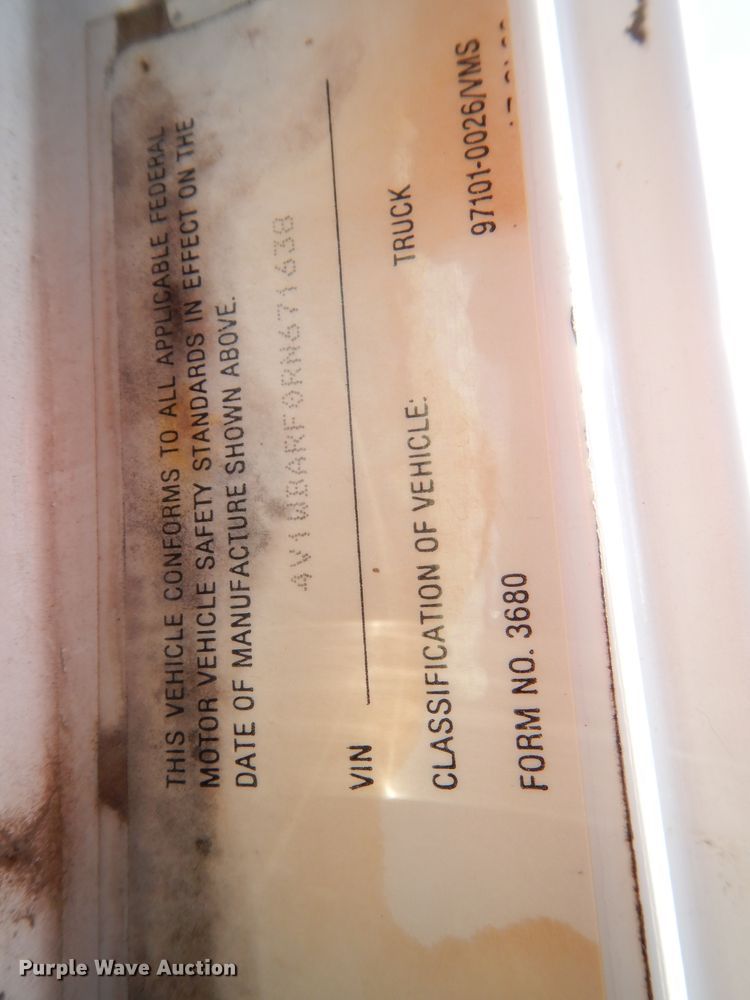 THIS VEHICLE CONFORMS TO ALL APPLICABLE FEDERAL
MOTOR VEHICLE SAFETY STANDARDS IN EFFECT ON THE
DATE OF MANUFACTURE SHOWN ABOVE.
4V1WBARF0RN671638
VIN
CLASSIFICATION OF VEHICLE: TRUCK
FORM NO. 3680 97101-0026/VMS
Purple Wave Auction